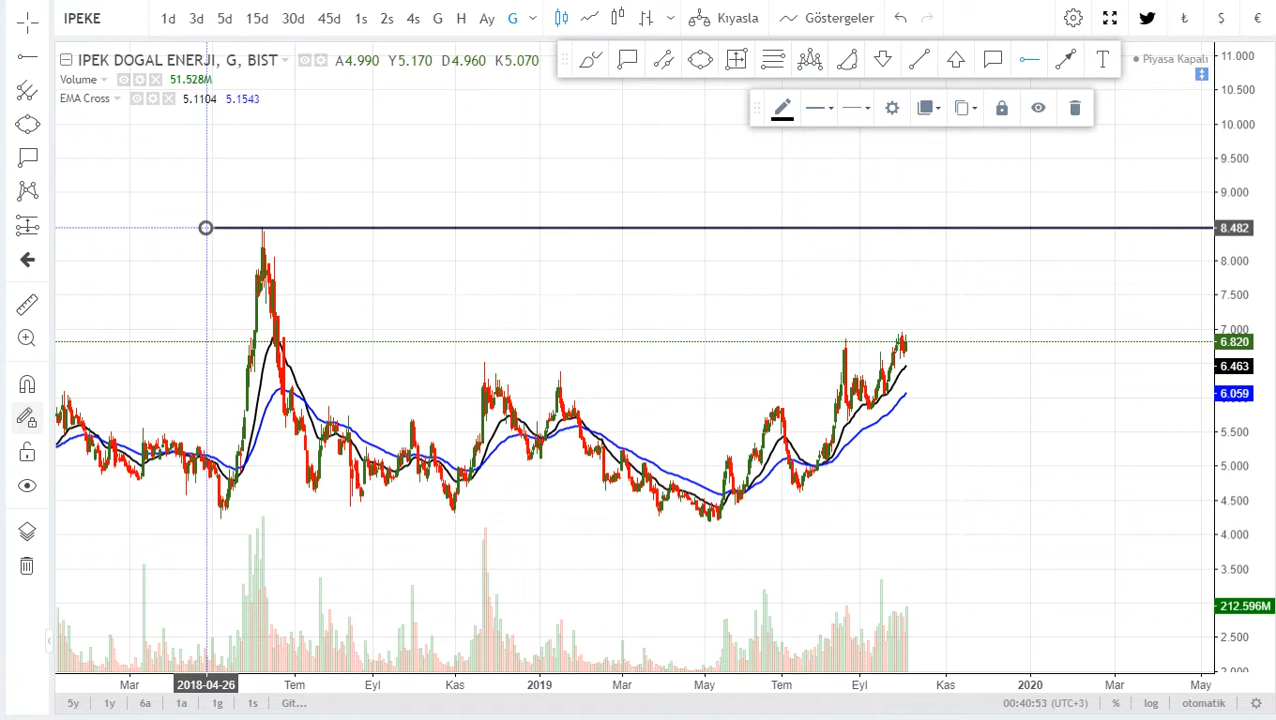 IPEKE 1d 3d 5d 15d 30d 45d 1s 2s 4s G H Ay G Kıyasla Göstergeler ₺ $ €
IPEK DOGAL ENERJI, G, BIST A4.990 Y5.170 D4.960 K5.070
Piyasa Kapalı
Volume 51.528M
EMA Cross 5.1104 5.1543
T
11.000
10.500
10.000
9.500
9.000
8.482
8.000
7.500
7.000
6.820
6.463
6.059
5.500
5.000
4.500
4.000
3.500
212.596M
2.500
2.000
Mar 2018-04-26 Tem Eyl Kas 2019 Mar May Tem Eyl Kas 2020 Mar May
5y 1y 6a 1a 1g 1s Git... 00:40:53 (UTC+3) % log otomatik